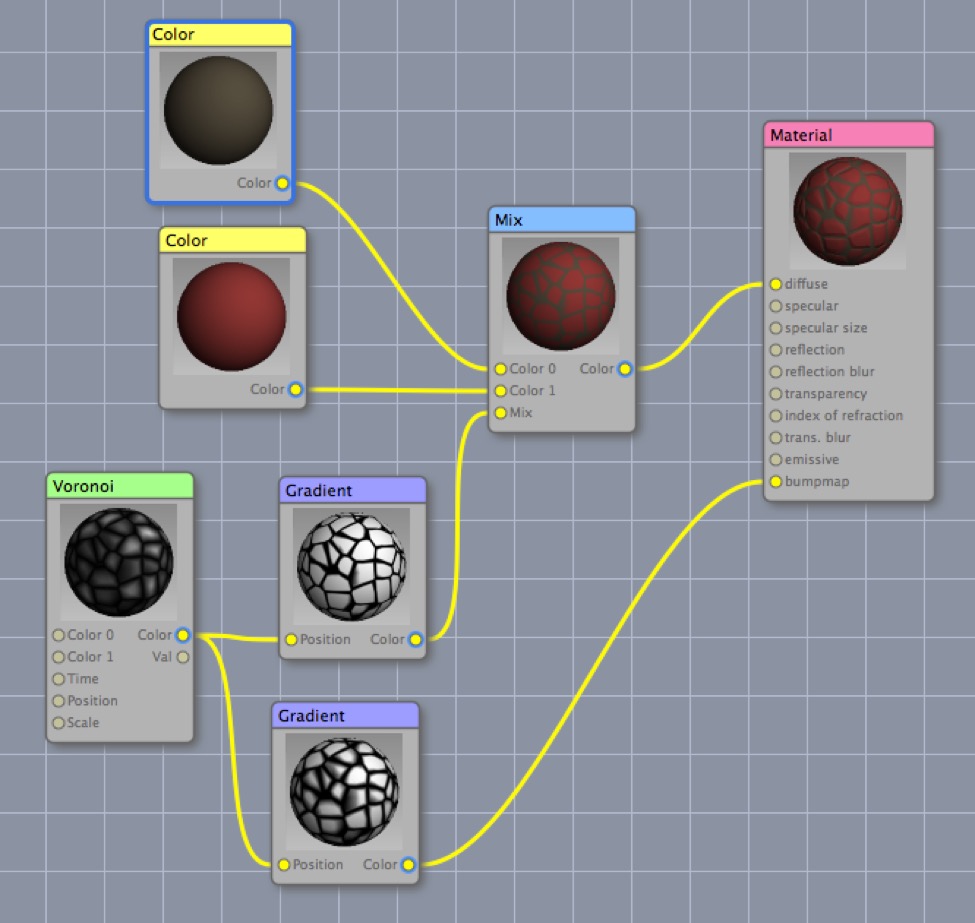 Color
Color
Color
Color
Mix
Color 0 Color
Color 1
Mix
Material
diffuse
specular
specular size
reflection
reflection blur
transparency
index of refraction
trans. blur
emissive
bumpmap
Voronoi
Color 0 Color
Color 1 Val
Time
Position
Scale
Gradient
Position Color
Gradient
Position Color